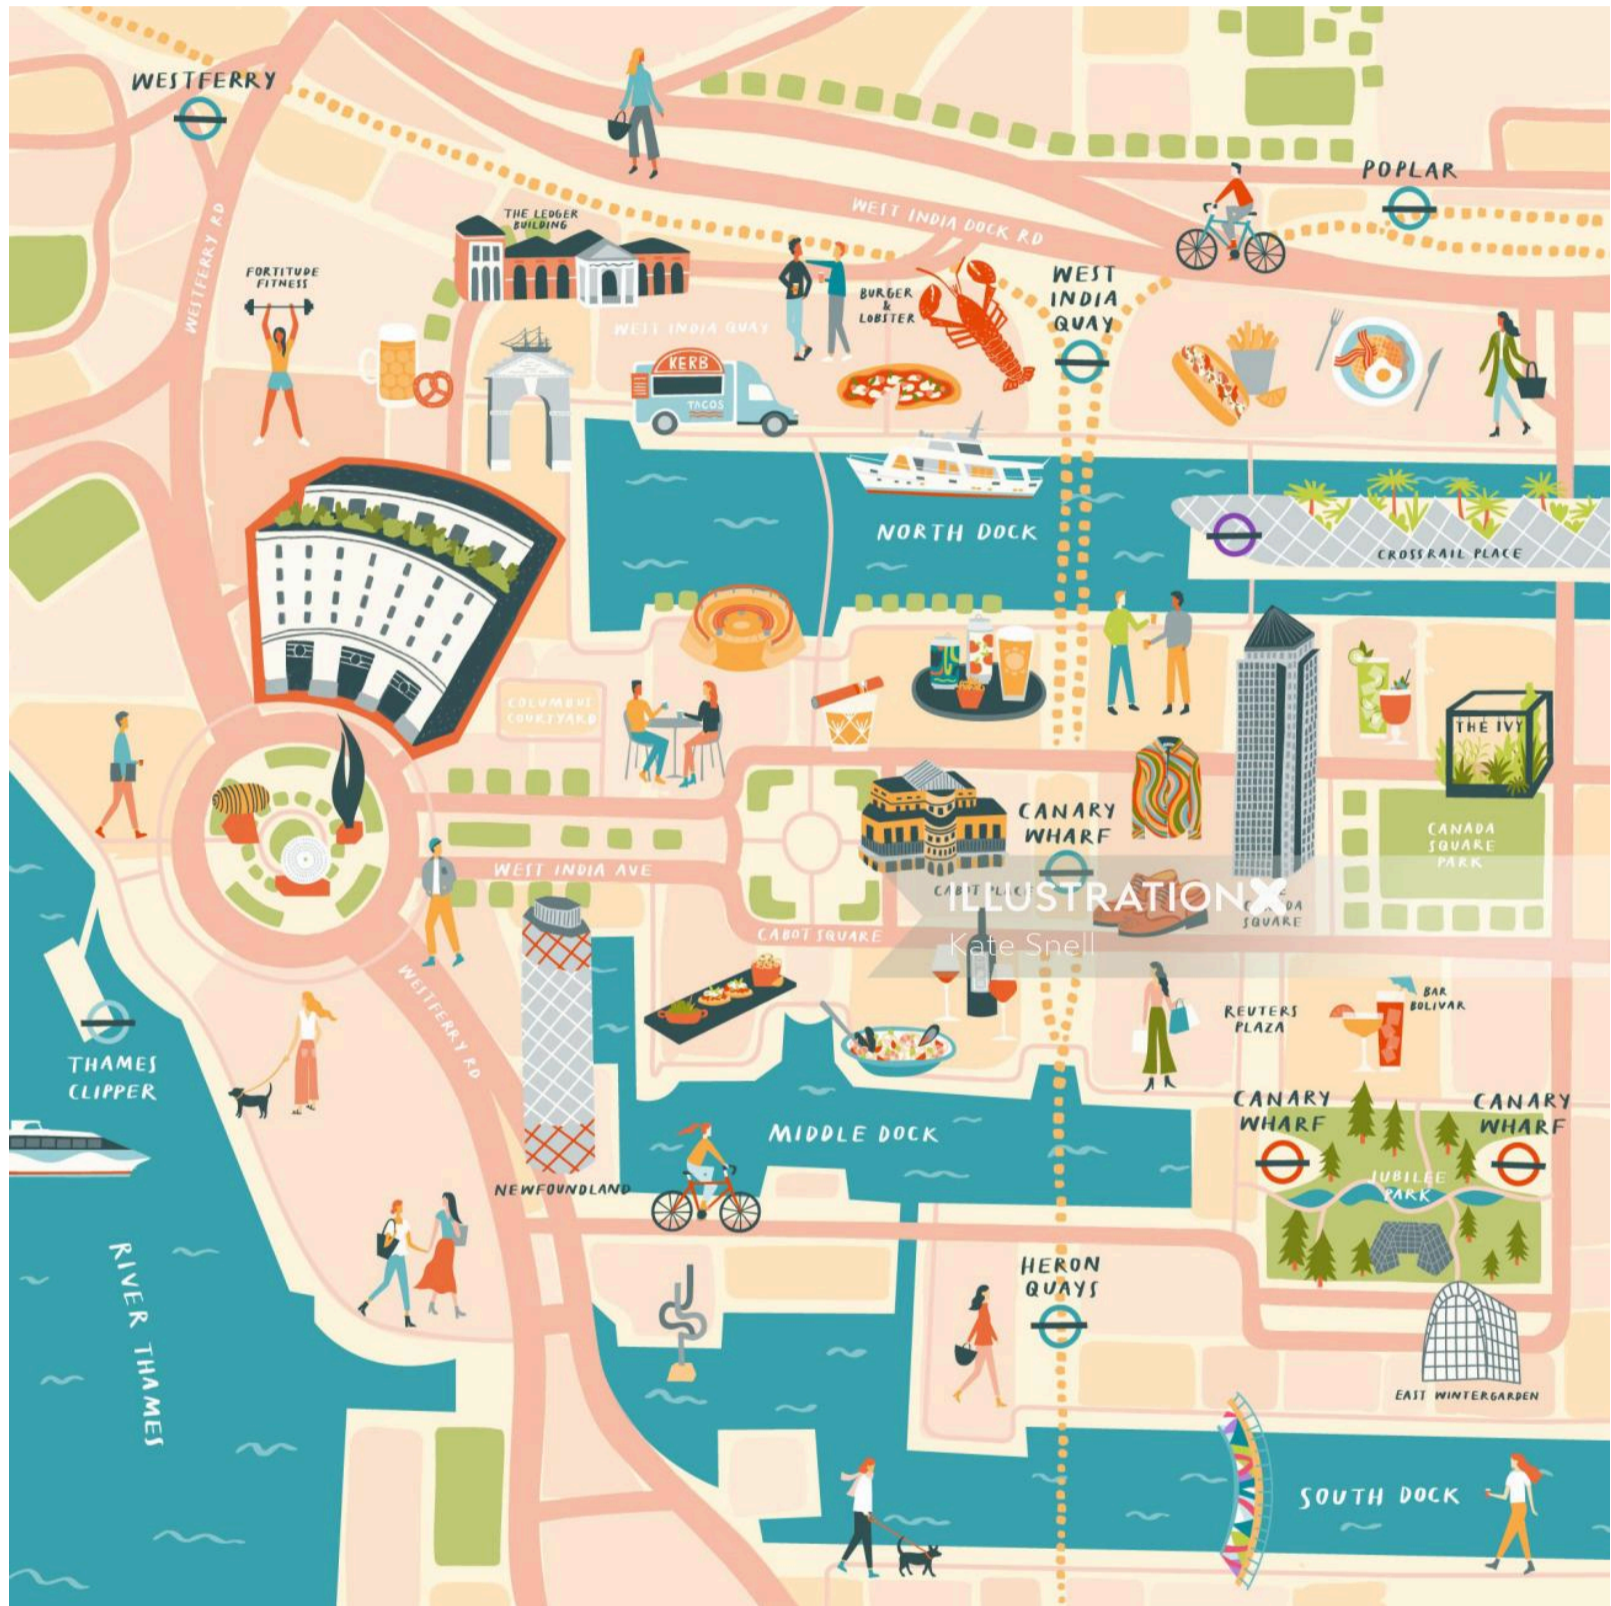 WESTFERRY
POPLAR
WESTFERRY RD
WEST INDIA DOCK RD
THE LEDGER
BUILDING
FORTITUDE
FITNESS
BURGER
&
LOBSTER
WEST
INDIA
QUAY
WEST INDIA QUAY
KERB
TACOS
NORTH DOCK
CROSSRAIL PLACE
COLUMBUS
COURTYARD
THE IVY
CANARY
WHARF
CANADA
SQUARE
PARK
WEST INDIA AVE
CABOT PLACE
ILLUSTRATIONX
SQUARE
CABOT SQUARE
Kate Snell
WESTFERRY RD
REUTERS
PLAZA
BAR
BOLIVAR
THAMES
CLIPPER
CANARY
WHARF
CANARY
WHARF
MIDDLE DOCK
JUBILEE
PARK
NEWFOUNDLAND
RIVER THAMES
HERON
QUAYS
EAST WINTERGARDEN
SOUTH DOCK